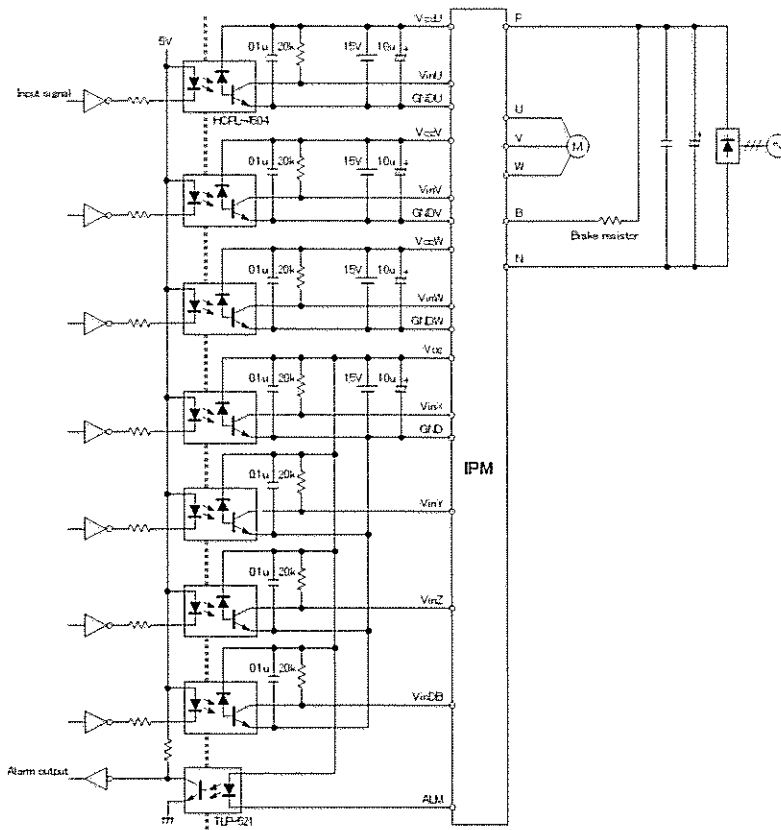 5V
Input signal
HCPL-4504
0.1u 20k 15V 10u +
VccU
VinU
GNDU
0.1u 20k 15V 10u +
VccV
VinV
GNDV
0.1u 20k 15V 10u +
VccW
VinW
GNDW
0.1u 20k 15V 10u +
Vcc
VinX
GND
0.1u 20k
VinY
0.1u 20k
VinZ
0.1u 20k
VinDB
Alarm output
TLP-521
ALM
IPM
P
U
V
W
M
B
Brake resistor
N
+